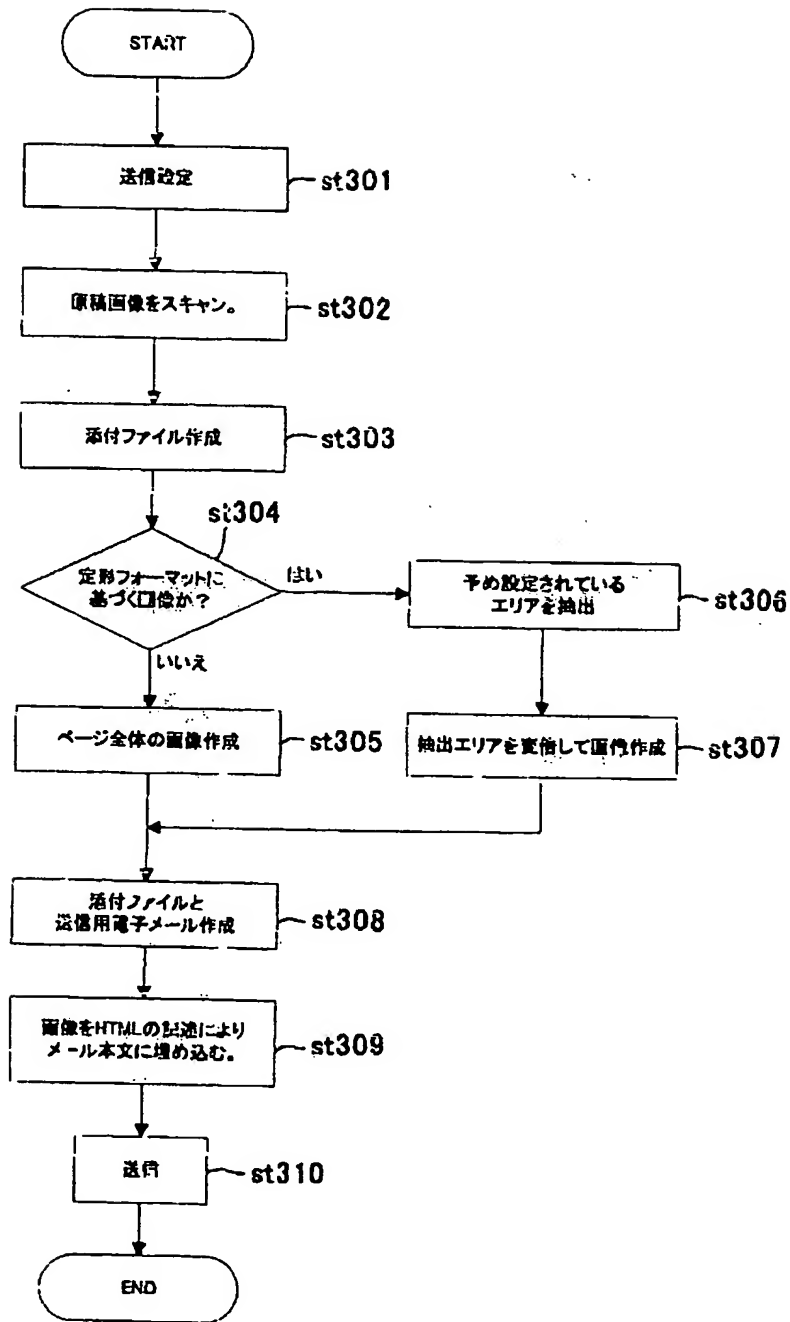 START
送信設定
st301
原稿画像をスキャン。
st302
添付ファイル作成
st303
st304
定形フォーマットに
基づく画像か？
はい
いいえ
予め設定されている
エリアを抽出
st306
ページ全体の画像作成
st305
抽出エリアを変倍して画像作成
st307
添付ファイルと
送信用電子メール作成
st308
画像をHTMLの記述により
メール本文に埋め込む。
st309
送信
st310
END